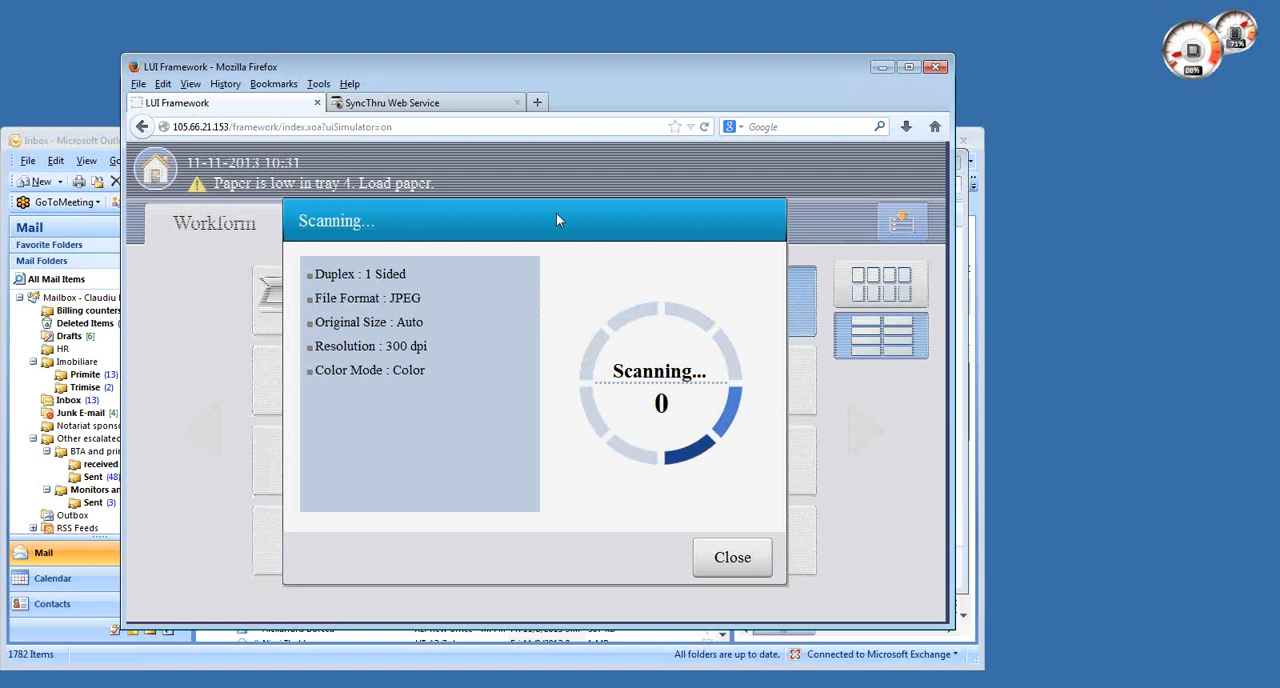 71%
08%
LUI Framework - Mozilla Firefox
File Edit View History Bookmarks Tools Help
LUI Framework
SyncThru Web Service
105.66.21.153/framework/index.xoa?uiSimulator=on
Google
11-11-2013 10:31
Paper is low in tray 4. Load paper.
Workform
Scanning...
Duplex : 1 Sided
File Format : JPEG
Original Size : Auto
Resolution : 300 dpi
Color Mode : Color
Scanning...
0
Close
Inbox - Microsoft Outl
File Edit View Go
New
GoToMeeting
Mail
Favorite Folders
Mail Folders
All Mail Items
Mailbox - Claudiu
Billing counters
Deleted Items
Drafts [6]
HR
Imobiliare
Primite (13)
Trimise (2)
Inbox (13)
Junk E-mail [4]
Notariat spons
Other escalate
BTA and pri
received
Sent (48
Monitors an
Sent (3)
Outbox
RSS Feeds
Mail
Calendar
Contacts
1782 Items
All folders are up to date.
Connected to Microsoft Exchange